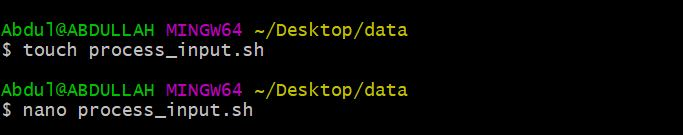 Abdul@ABDULLAH MINGW64 ~/Desktop/data
$ touch process_input.sh
Abdul@ABDULLAH MINGW64 ~/Desktop/data
$ nano process_input.sh